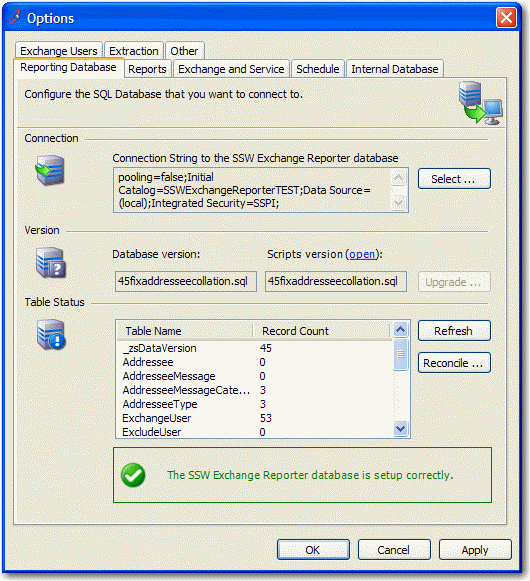 Options
Exchange Users Extraction Other
Reporting Database Reports Exchange and Service Schedule Internal Database
Configure the SQL Database that you want to connect to.
Connection
Connection String to the SSW Exchange Reporter database
pooling=false;Initial
Catalog=SSWExchangeReporterTEST;Data Source=
(local);Integrated Security=SSPI;
Select ...
Version
Database version: Scripts version (open):
45fixaddresseecollation.sql 45fixaddresseecollation.sql Upgrade ...
Table Status
Table Name Record Count
_zsDataVersion 45
Addressee 0
AddresseeMessage 0
AddresseeMessageCate... 3
AddresseeType 3
ExchangeUser 53
ExcludeUser 0
Refresh
Reconcile ...
The SSW Exchange Reporter database is setup correctly.
OK Cancel Apply